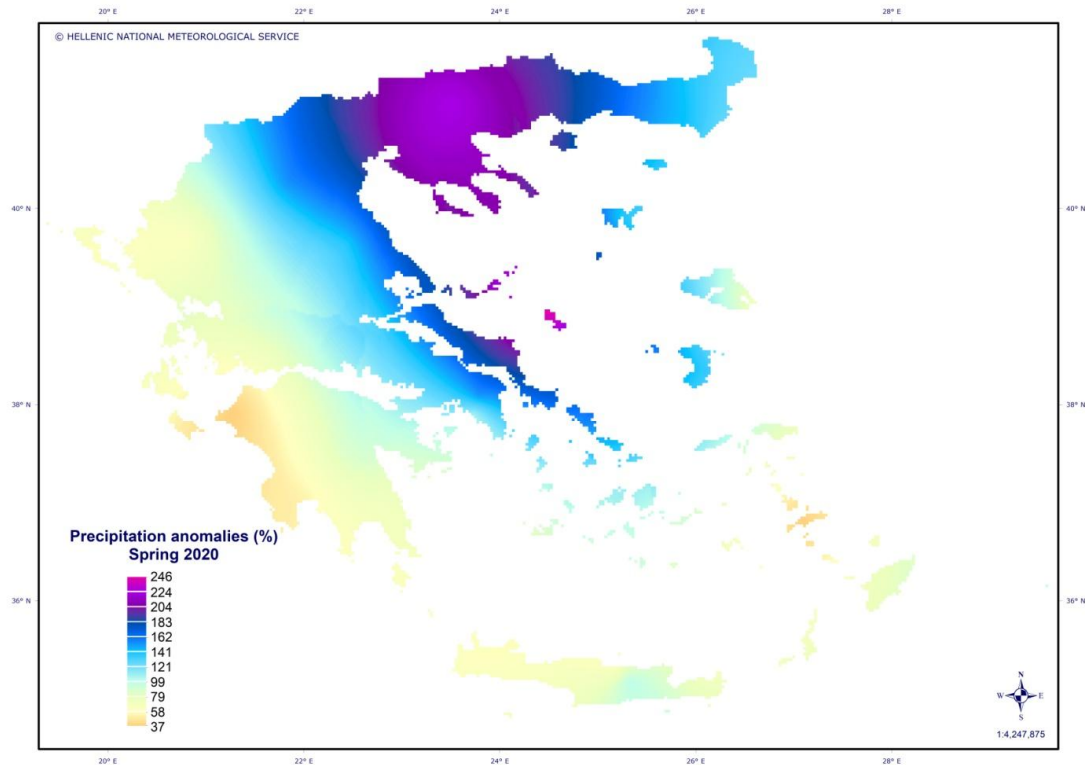 20° E 22° E 24° E 26° E 28° E
© HELLENIC NATIONAL METEOROLOGICAL SERVICE
40° N 40° N
38° N 38° N
Precipitation anomalies (%)
Spring 2020
246
224
204
183
162
141
121
99
79
58
37
36° N 36° N
N
W E
S
1:4,247,875
20° E 22° E 24° E 26° E 28° E